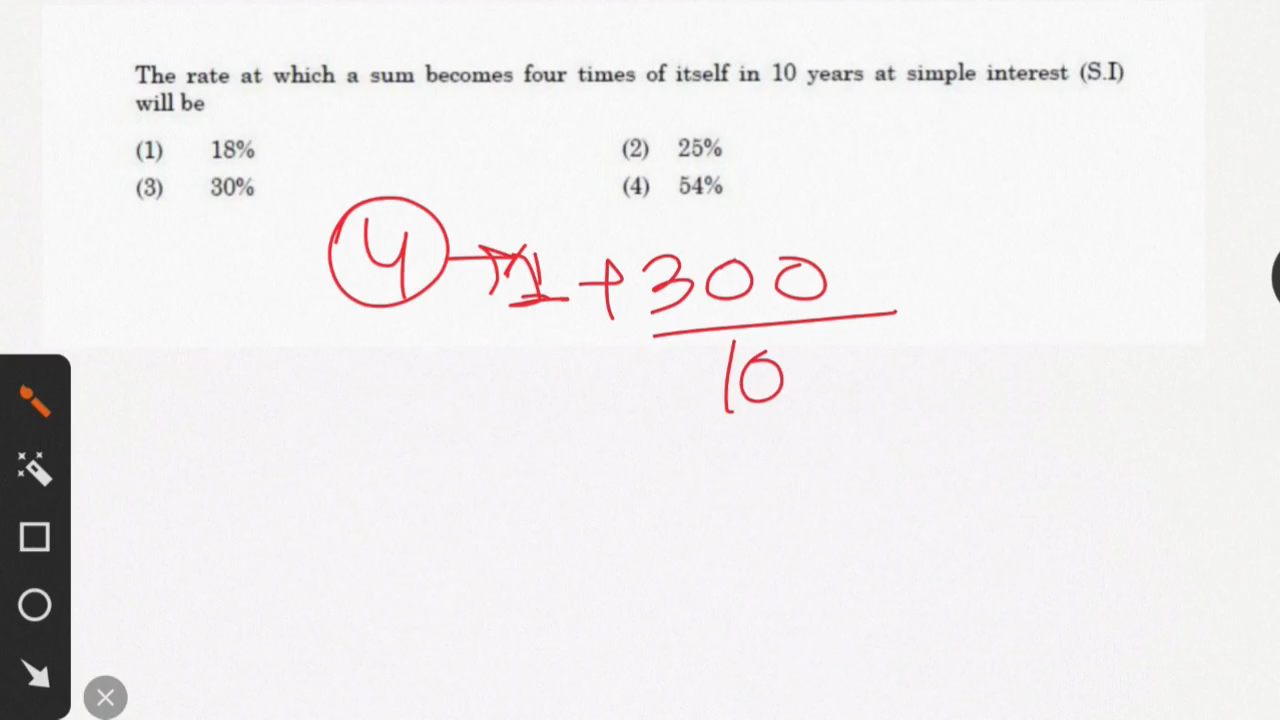 The rate at which a sum becomes four times of itself in 10 years at simple interest (S.I)
will be
(1) 18% (2) 25%
(3) 30% (4) 54%
4 → 1 + 300
10